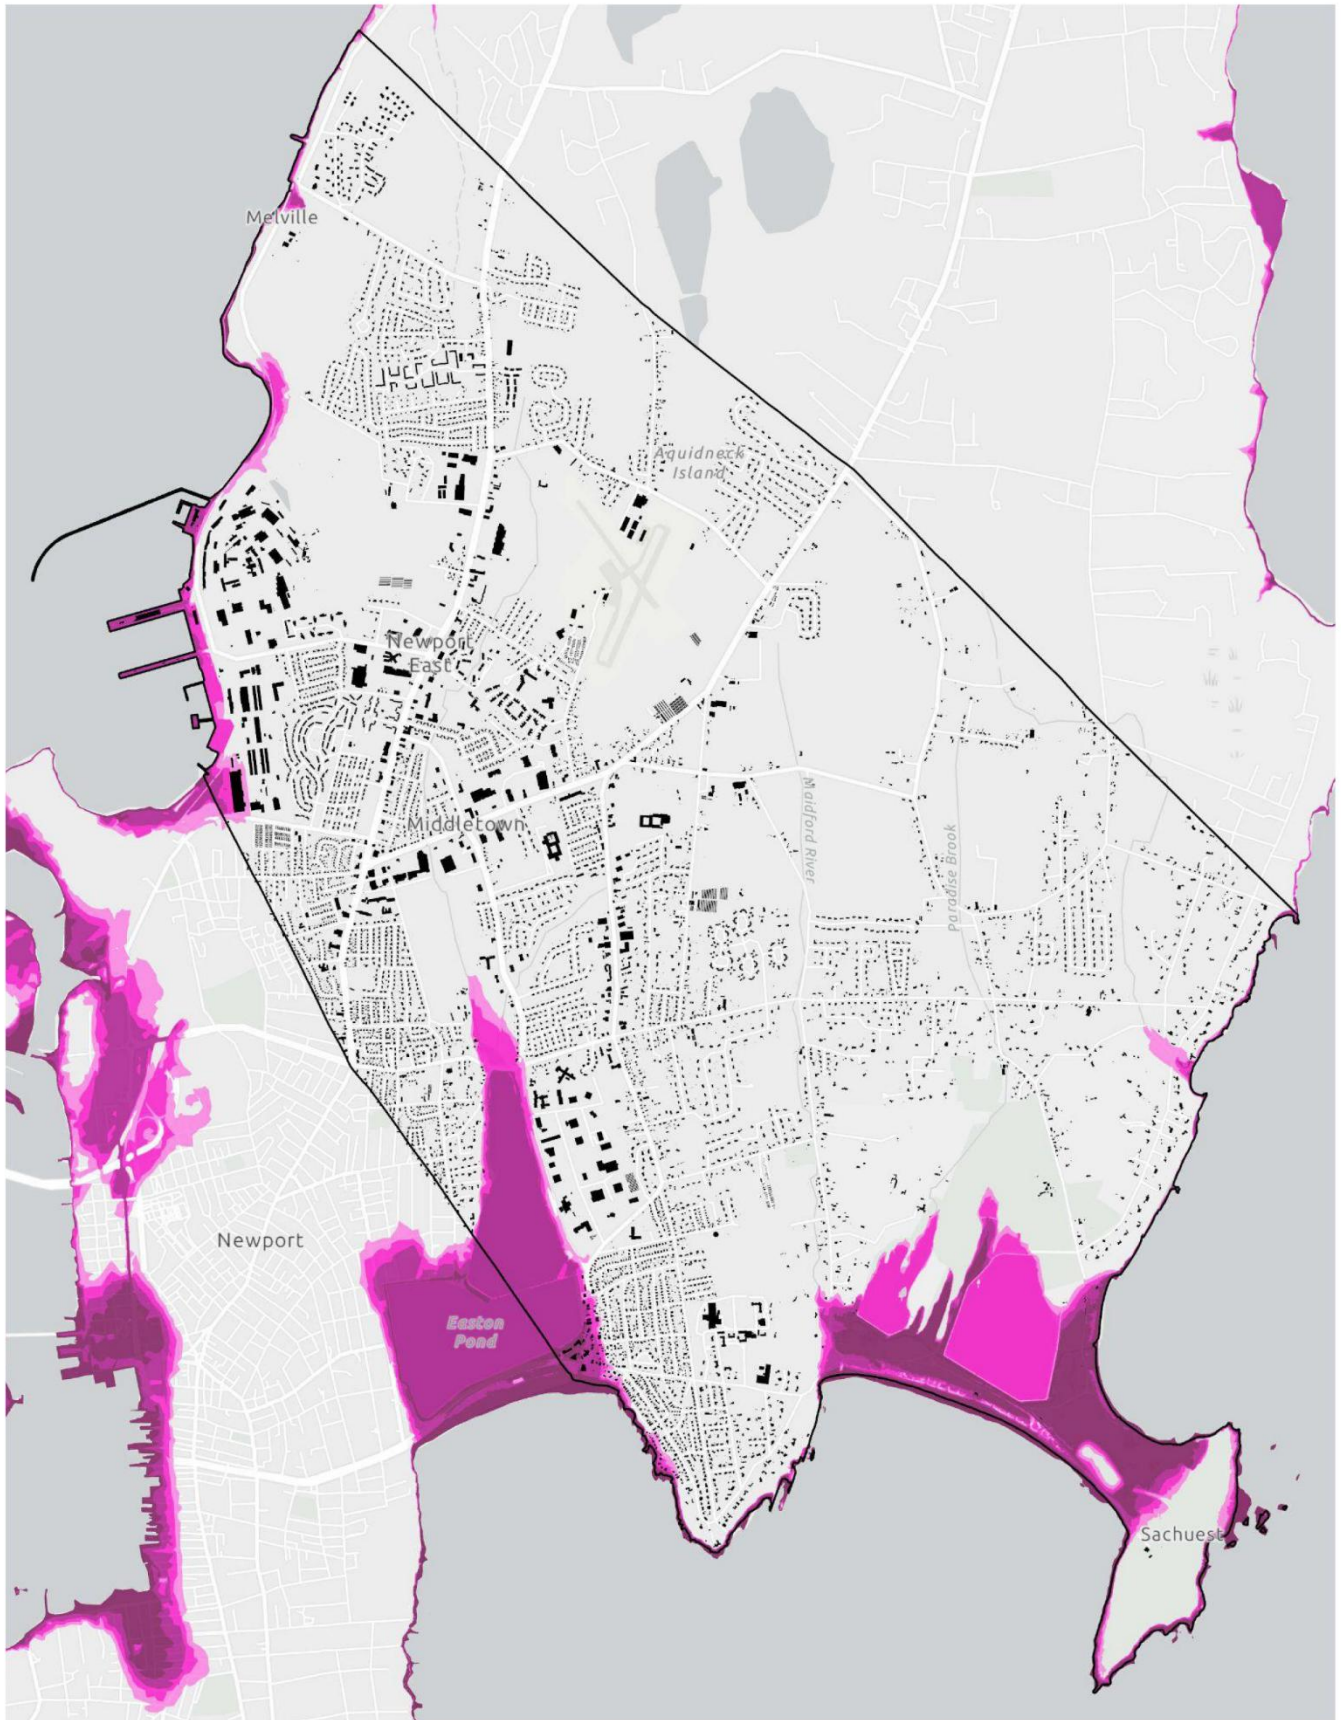 Melville
Aquidneck
Island
Newport
East
Maidford River
Middletown
Paradise Brook
Newport
Easton
Pond
Sachuest